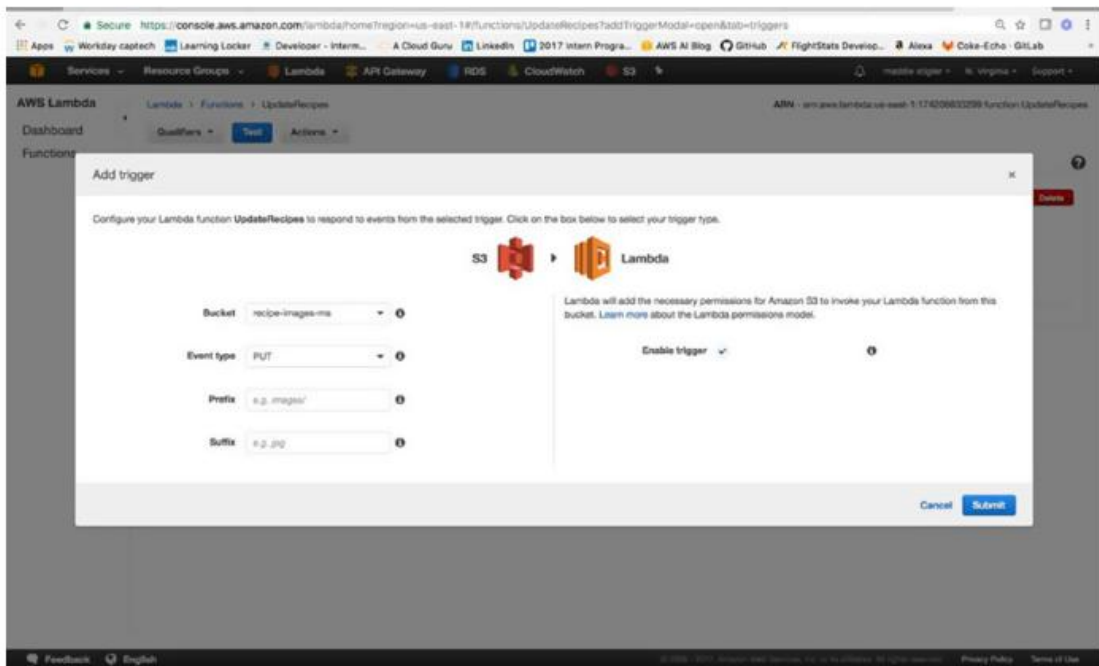 Secure https://console.aws.amazon.com/lambda/home?region=us-east-1#/functions/UpdateRecipes?addTriggerModal=open&tab=triggers
Apps Workday captech Learning Locker Developer - Interm... A Cloud Guru LinkedIn 2017 Intern Progra... AWS AI Blog GitHub FlightStats Develop... Alexa Coke-Echo · GitLab
Services Resource Groups Lambda API Gateway RDS CloudWatch S3 N. Virginia Support
AWS Lambda Lambda Functions UpdateRecipes ARN -
Dashboard Qualifiers Test Actions
Functions
Add trigger
Delete
Configure your Lambda function UpdateRecipes to respond to events from the selected trigger. Click on the box below to select your trigger type.
S3 Lambda
Bucket recipe-images-ms
Lambda will add the necessary permissions for Amazon S3 to invoke your Lambda function from this
bucket. Learn more about the Lambda permissions model.
Event type PUT
Enable trigger
Prefix e.g. images/
Suffix e.g. .jpg
Cancel Submit
Feedback English Privacy Policy Terms of Use